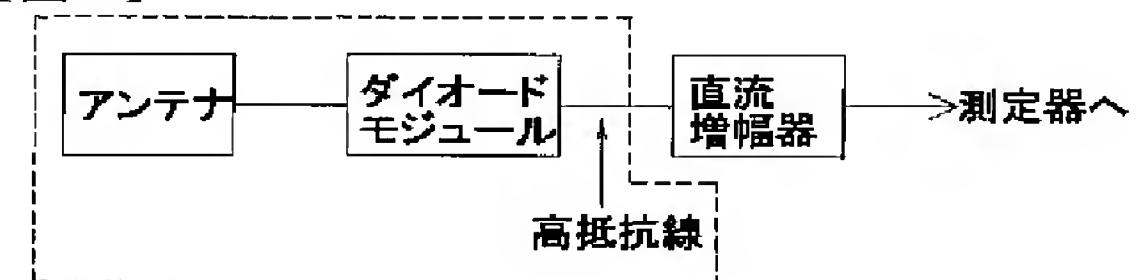 アンテナ
ダイオード
モジュール
直流
増幅器
測定器へ
高抵抗線